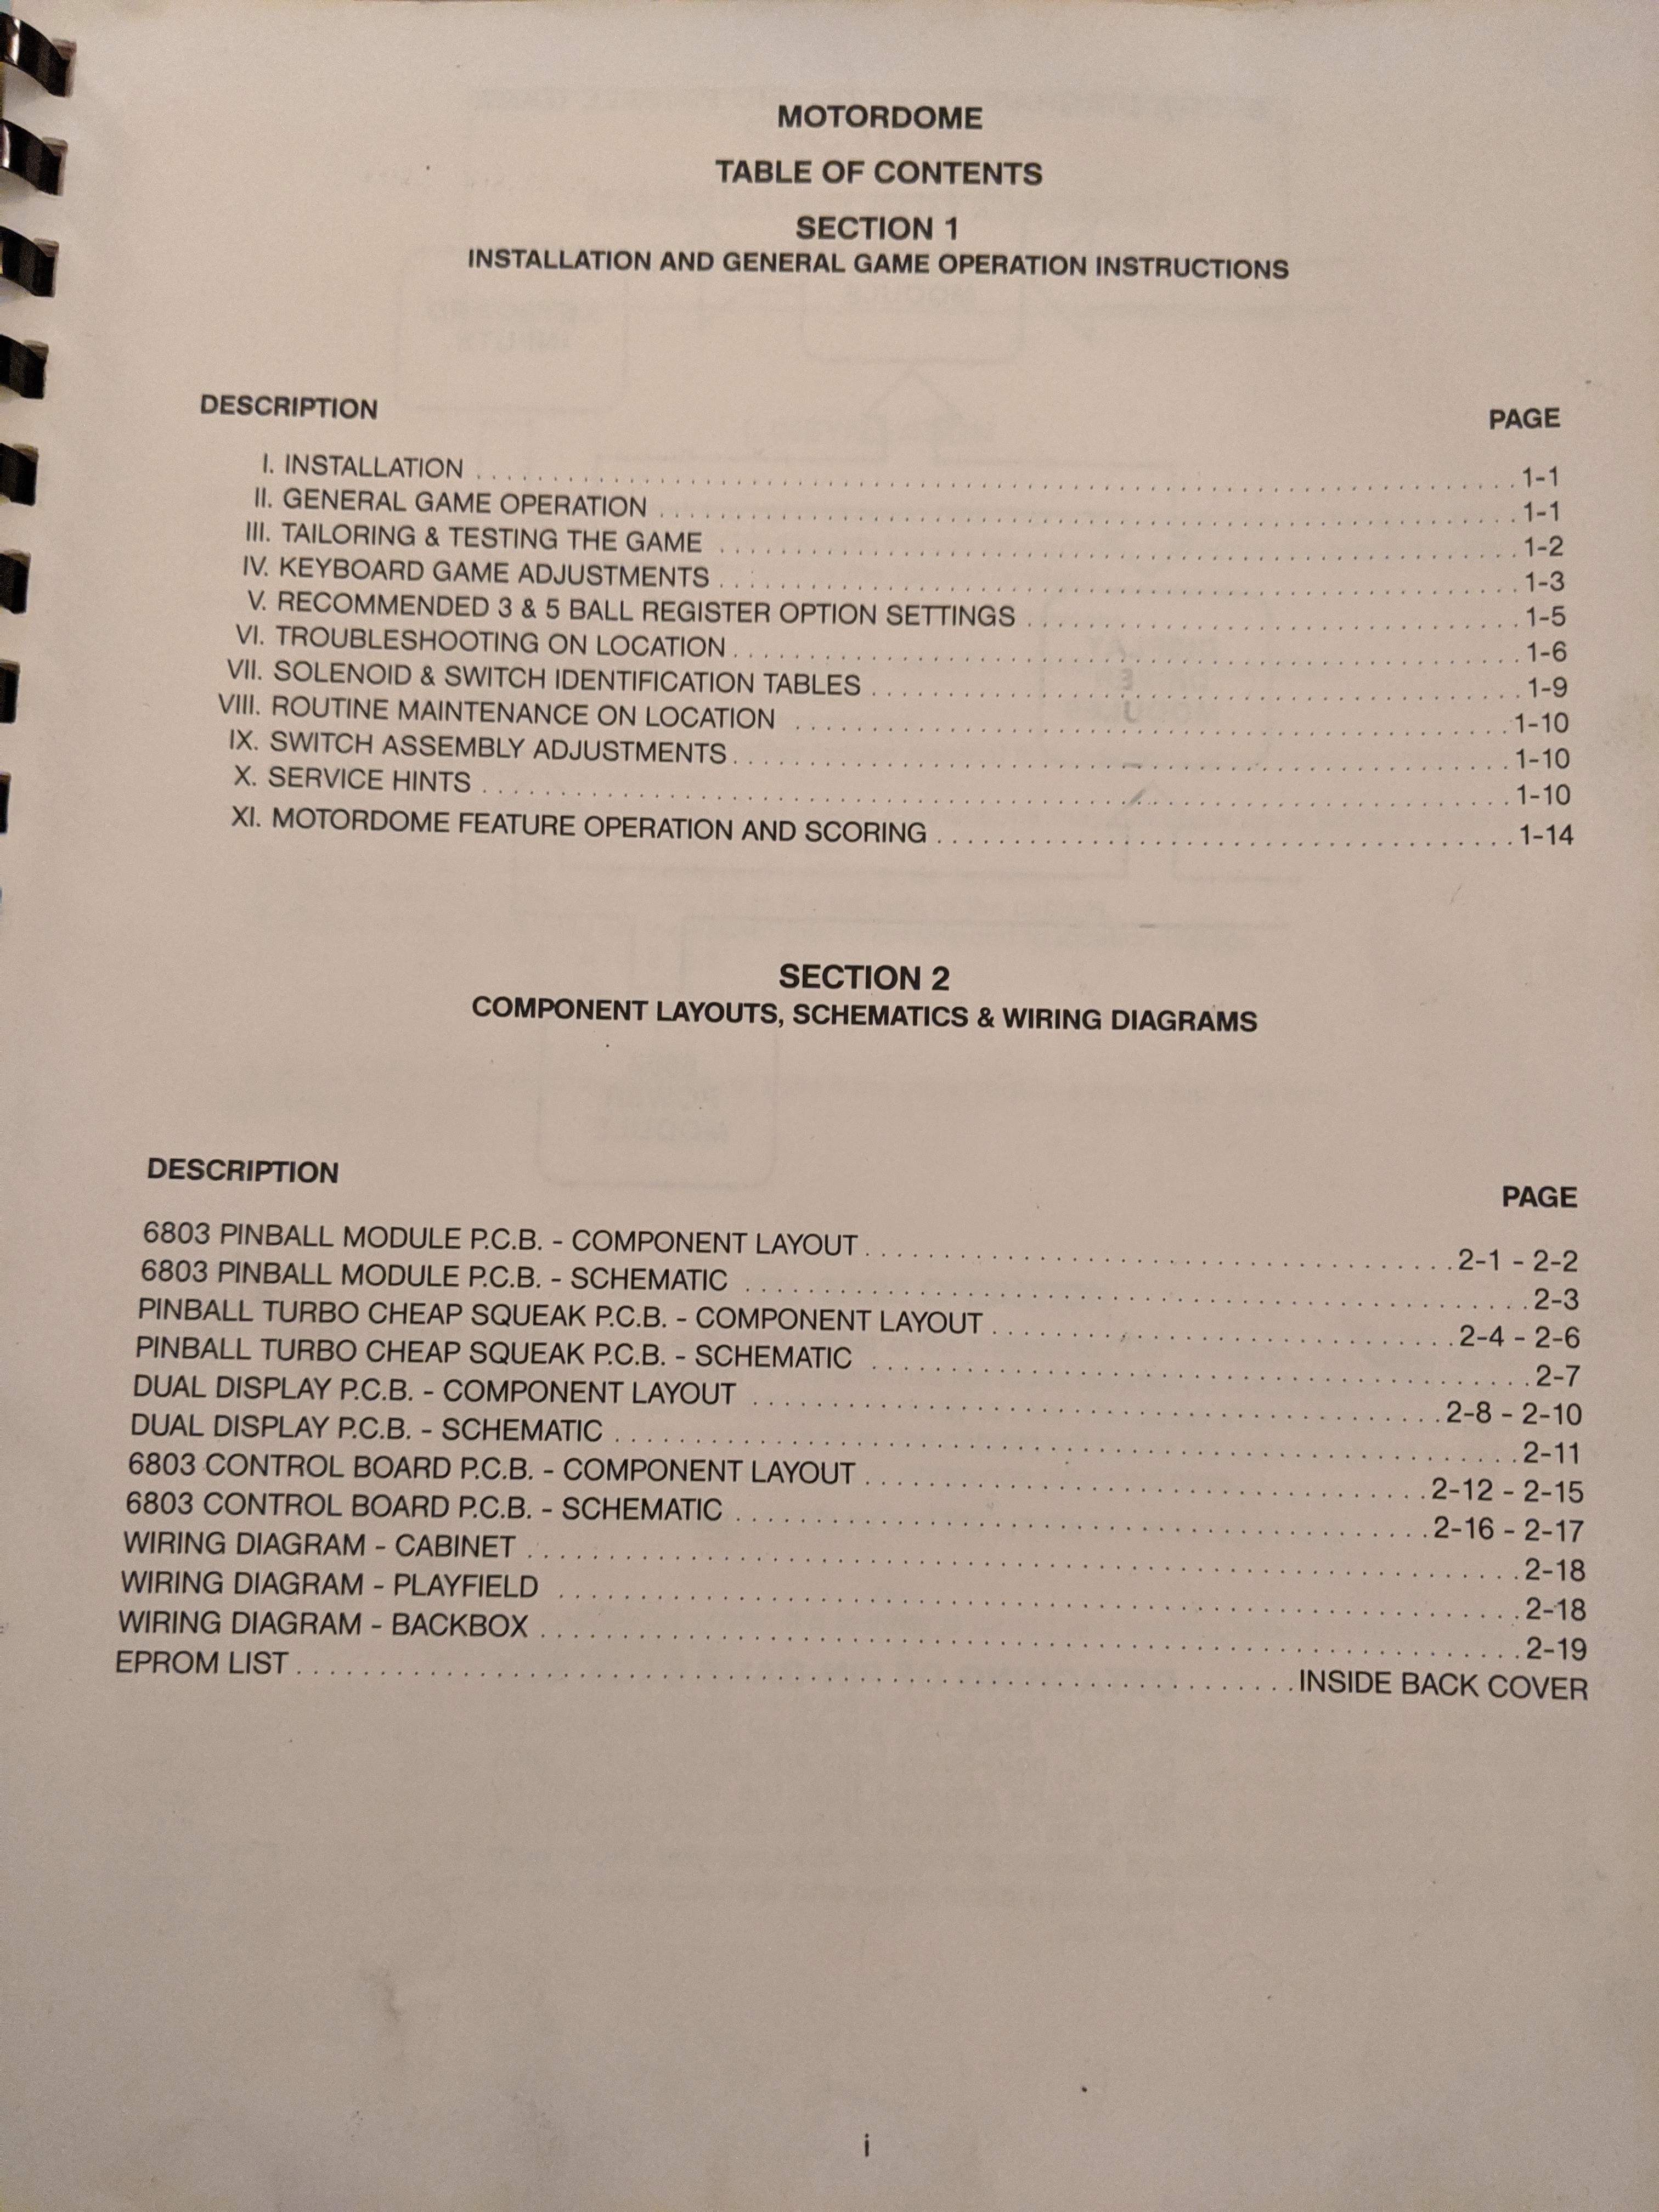 MOTORDOME
TABLE OF CONTENTS
SECTION 1
INSTALLATION AND GENERAL GAME OPERATION INSTRUCTIONS
DESCRIPTION PAGE
I. INSTALLATION 1-1
II. GENERAL GAME OPERATION 1-1
III. TAILORING & TESTING THE GAME 1-2
IV. KEYBOARD GAME ADJUSTMENTS 1-3
V. RECOMMENDED 3 & 5 BALL REGISTER OPTION SETTINGS 1-5
VI. TROUBLESHOOTING ON LOCATION 1-6
VII. SOLENOID & SWITCH IDENTIFICATION TABLES 1-9
VIII. ROUTINE MAINTENANCE ON LOCATION 1-10
IX. SWITCH ASSEMBLY ADJUSTMENTS 1-10
X. SERVICE HINTS 1-10
XI. MOTORDOME FEATURE OPERATION AND SCORING 1-14
SECTION 2
COMPONENT LAYOUTS, SCHEMATICS & WIRING DIAGRAMS
DESCRIPTION PAGE
6803 PINBALL MODULE P.C.B. - COMPONENT LAYOUT 2-1 - 2-2
6803 PINBALL MODULE P.C.B. - SCHEMATIC 2-3
PINBALL TURBO CHEAP SQUEAK P.C.B. - COMPONENT LAYOUT 2-4 - 2-6
PINBALL TURBO CHEAP SQUEAK P.C.B. - SCHEMATIC 2-7
DUAL DISPLAY P.C.B. - COMPONENT LAYOUT 2-8 - 2-10
DUAL DISPLAY P.C.B. - SCHEMATIC 2-11
6803 CONTROL BOARD P.C.B. - COMPONENT LAYOUT 2-12 - 2-15
6803 CONTROL BOARD P.C.B. - SCHEMATIC 2-16 - 2-17
WIRING DIAGRAM - CABINET 2-18
WIRING DIAGRAM - PLAYFIELD 2-18
WIRING DIAGRAM - BACKBOX 2-19
EPROM LIST INSIDE BACK COVER
i